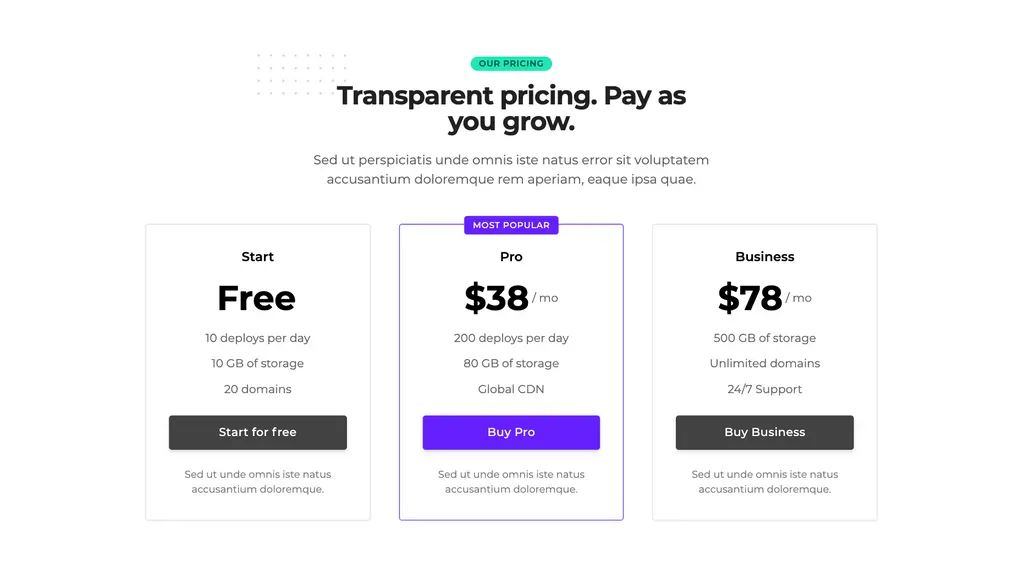 OUR PRICING
Transparent pricing. Pay as
you grow.
Sed ut perspiciatis unde omnis iste natus error sit voluptatem
accusantium doloremque rem aperiam, eaque ipsa quae.
Start
Free
10 deploys per day
10 GB of storage
20 domains
Start for free
Sed ut unde omnis iste natus
accusantium doloremque.
MOST POPULAR
Pro
$38 / mo
200 deploys per day
80 GB of storage
Global CDN
Buy Pro
Sed ut unde omnis iste natus
accusantium doloremque.
Business
$78 / mo
500 GB of storage
Unlimited domains
24/7 Support
Buy Business
Sed ut unde omnis iste natus
accusantium doloremque.